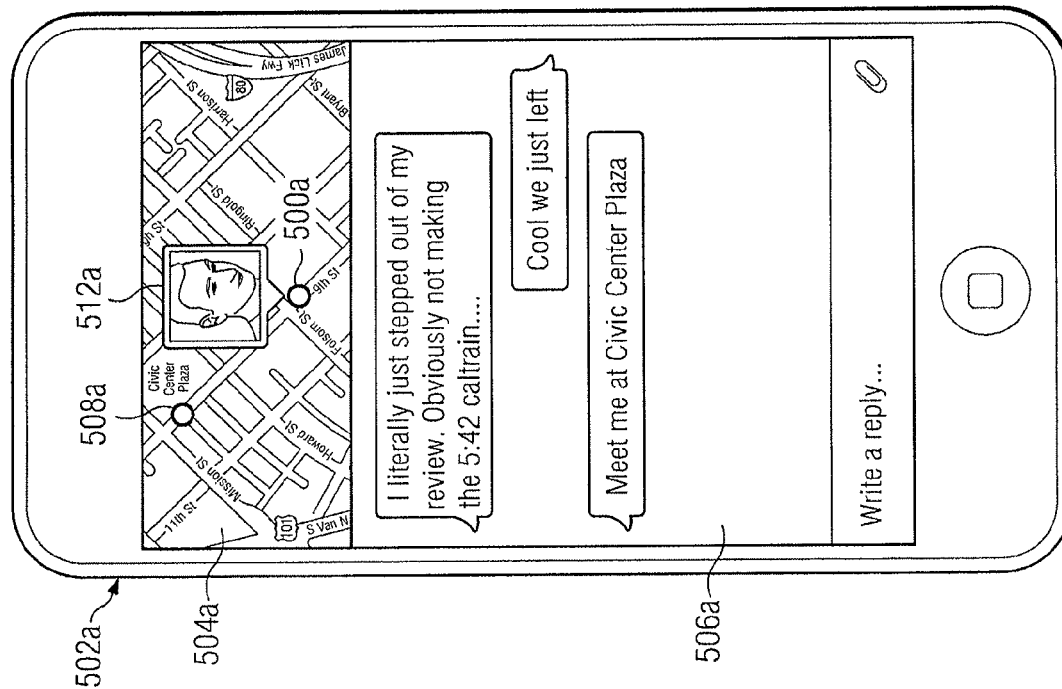 502a
504a
508a
512a
500a
Civic
Center
Plaza
11th St
Mission St
101
S Van N
Howard St
Folsom St
9th St
Ringold St
Harrison St
80
Bryant St
James Lick Fwy
I literally just stepped out of my
review. Obviously not making
the 5:42 caltrain....
Cool we just left
Meet me at Civic Center Plaza
506a
Write a reply...